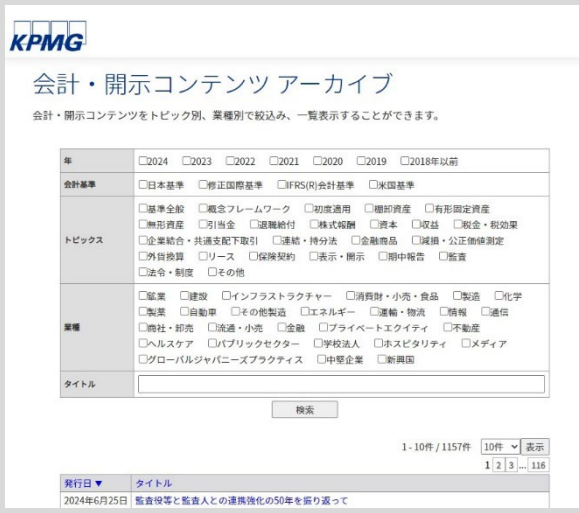 KPMG
会計・開示コンテンツ アーカイブ
会計・開示コンテンツをトピック別、業種別で絞込み、一覧表示することができます。
年 □2024 □2023 □2022 □2021 □2020 □2019 □2018年以前
会計基準 □日本基準 □修正国際基準 □IFRS(R)会計基準 □米国基準
□基準全般 □概念フレームワーク □初度適用 □棚卸資産 □有形固定資産
□無形資産 □引当金 □退職給付 □株式報酬 □資本 □収益 □税金・税効果
トピックス □企業結合・共通支配下取引 □連結・持分法 □金融商品 □減損・公正価値測定
□外貨換算 □リース □保険契約 □表示・開示 □期中報告 □監査
□法令・制度 □その他
□鉱業 □建設 □インフラストラクチャー □消費財・小売・食品 □製造 □化学
□製薬 □自動車 □その他製造 □エネルギー □運輸・物流 □情報 □通信
業種 □商社・卸売 □流通・小売 □金融 □プライベートエクイティ □不動産
□ヘルスケア □パブリックセクター □学校法人 □ホスピタリティ □メディア
□グローバルジャパニーズプラクティス □中堅企業 □新興国
タイトル
検索
1 - 10件 / 1157件 10件 表示
1 2 3 ... 116
発行日▼ タイトル
2024年6月25日 監査役等と監査人との連携強化の50年を振り返って